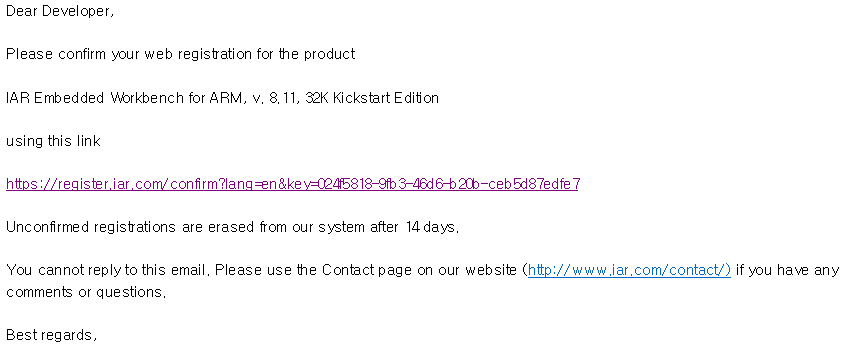 Dear Developer,
Please confirm your web registration for the product
IAR Embedded Workbench for ARM, v. 8.11, 32K Kickstart Edition
using this link
https://register.iar.com/confirm?lang=en&key=024f5818-9fb3-46d6-b20b-ceb5d87edfe7
Unconfirmed registrations are erased from our system after 14 days.
You cannot reply to this email. Please use the Contact page on our website (http://www.iar.com/contact/) if you have any
comments or questions.
Best regards,